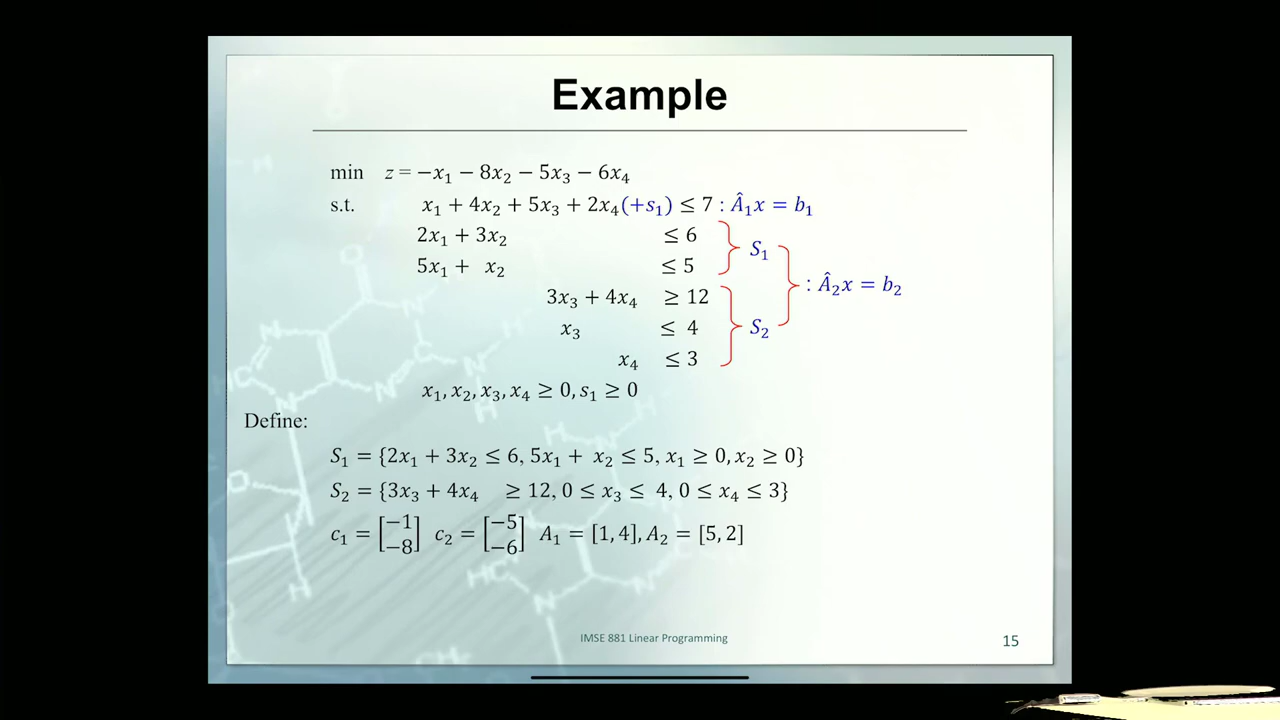 Example
min z = −x₁ − 8x₂ − 5x₃ − 6x₄
s.t. x₁ + 4x₂ + 5x₃ + 2x₄(+s₁) ≤ 7 : Â₁x = b₁
2x₁ + 3x₂ ≤ 6
S₁
5x₁ + x₂ ≤ 5
: Â₂x = b₂
3x₃ + 4x₄ ≥ 12
x₃ ≤ 4 S₂
x₄ ≤ 3
x₁, x₂, x₃, x₄ ≥ 0, s₁ ≥ 0
Define:
S₁ = {2x₁ + 3x₂ ≤ 6, 5x₁ + x₂ ≤ 5, x₁ ≥ 0, x₂ ≥ 0}
S₂ = {3x₃ + 4x₄ ≥ 12, 0 ≤ x₃ ≤ 4, 0 ≤ x₄ ≤ 3}
c₁ = [−1 −8] c₂ = [−5 −6] A₁ = [1, 4], A₂ = [5, 2]
IMSE 881 Linear Programming 15